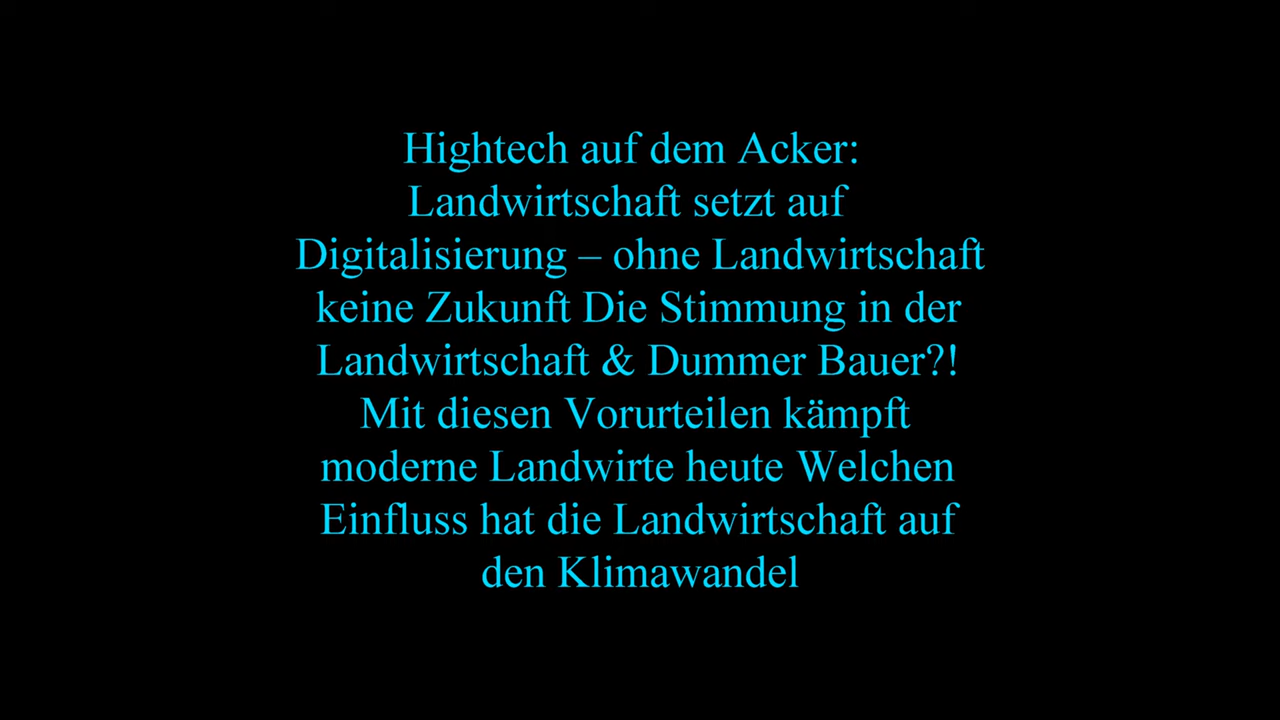 Hightech auf dem Acker:
Landwirtschaft setzt auf
Digitalisierung – ohne Landwirtschaft
keine Zukunft Die Stimmung in der
Landwirtschaft & Dummer Bauer?!
Mit diesen Vorurteilen kämpft
moderne Landwirte heute Welchen
Einfluss hat die Landwirtschaft auf
den Klimawandel